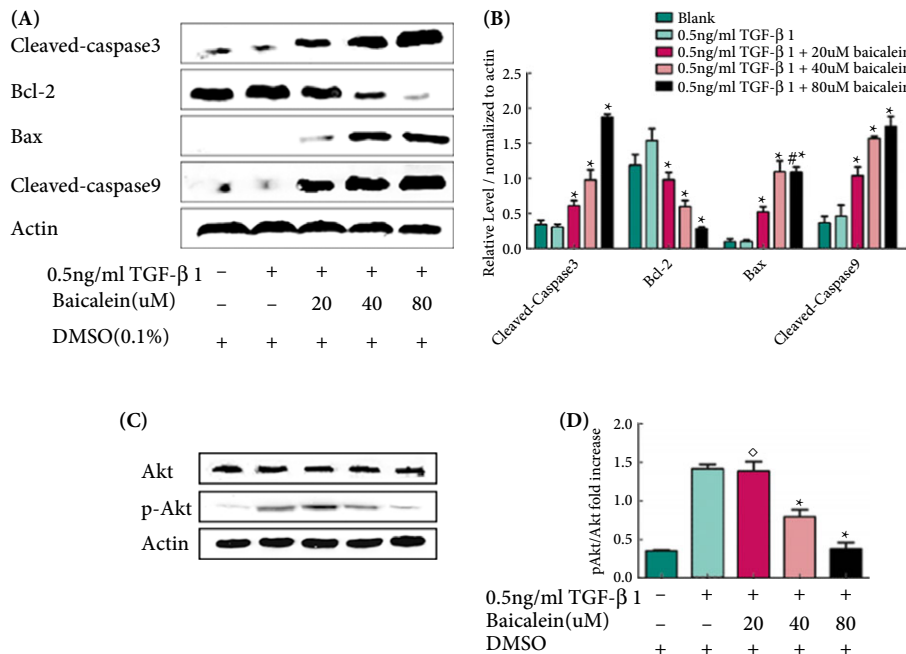 (A)
Cleaved-caspase3
Bcl-2
Bax
Cleaved-caspase9
Actin
0.5ng/ml TGF-β 1 – + + + +
Baicalein(uM) – – 20 40 80
DMSO(0.1%) + + + + +
(B)
Blank
0.5ng/ml TGF-β 1
0.5ng/ml TGF-β 1 + 20uM baicalein
0.5ng/ml TGF-β 1 + 40uM baicalein
0.5ng/ml TGF-β 1 + 80uM baicalein
Relative Level / normalized to actin
2.5
2.0
1.5
1.0
0.5
0.0
* * * * * * * * #* * * *
Cleaved-Caspase3
Bcl-2
Bax
Cleaved-Caspase9
(C)
Akt
p-Akt
Actin
(D)
pAkt/Akt fold increase
2.0
1.5
1.0
0.5
0.0
◇ * *
0.5ng/ml TGF-β 1 – + + + +
Baicalein(uM) – – 20 40 80
DMSO + + + + +